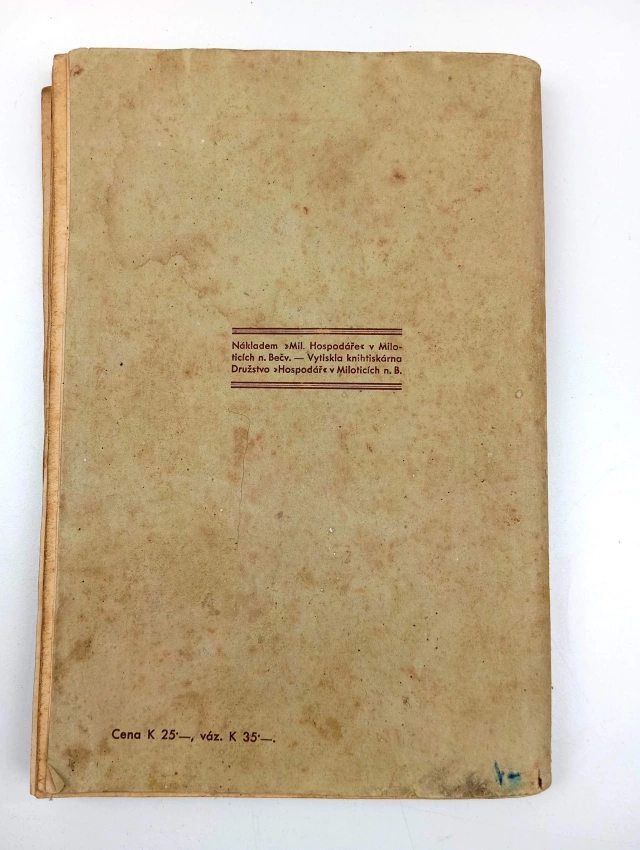 Nákladem »Mil. Hospodáře« v Milo-
ticích n. Bečv. — Vytiskla knihtiskárna
Družstvo »Hospodář« v Miloticích n. B.
Cena K 25·—, váz. K 35·—.